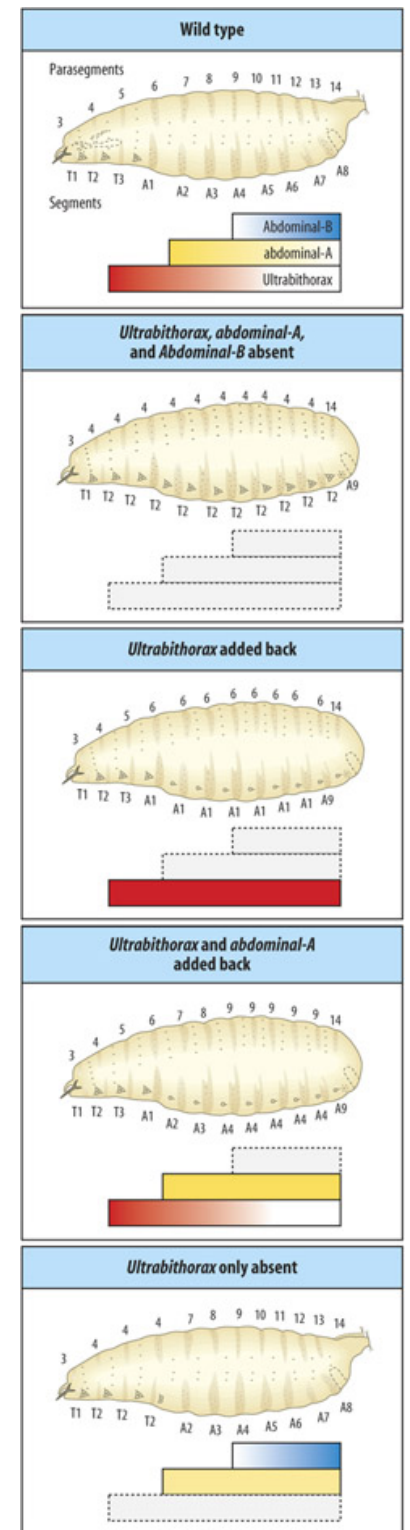 Wild type
Parasegments
3 4 5 6 7 8 9 10 11 12 13 14
T1 T2 T3 A1 A2 A3 A4 A5 A6 A7 A8
Segments
Abdominal-B
abdominal-A
Ultrabithorax
Ultrabithorax, abdominal-A,
and Abdominal-B absent
3 4 4 4 4 4 4 4 4 4 4 14
T1 T2 T2 T2 T2 T2 T2 T2 T2 T2 T2 A9
Ultrabithorax added back
3 4 5 6 6 6 6 6 6 6 6 14
T1 T2 T3 A1 A1 A1 A1 A1 A1 A1 A9
Ultrabithorax and abdominal-A
added back
3 4 5 6 7 8 9 9 9 9 9 14
T1 T2 T3 A1 A2 A3 A4 A4 A4 A4 A4 A9
Ultrabithorax only absent
3 4 4 4 7 8 9 10 11 12 13 14
T1 T2 T2 T2 A2 A3 A4 A5 A6 A7 A8